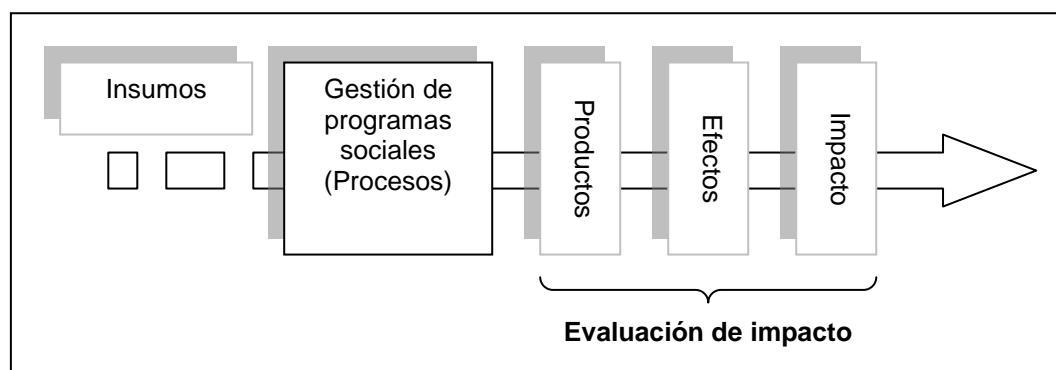 Insumos
Gestión de
programas
sociales
(Procesos)
Productos
Efectos
Impacto
Evaluación de impacto